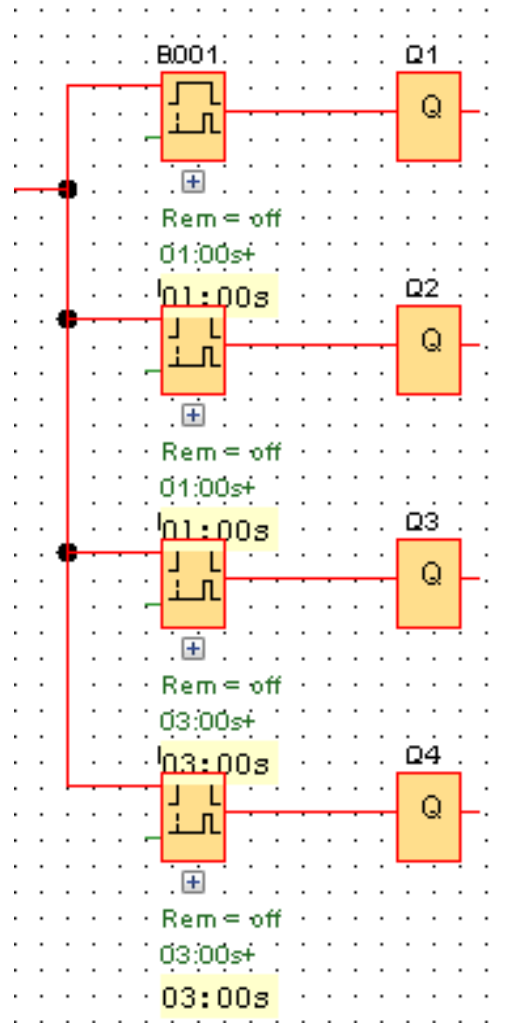 B001 Q1
Q
Rem = off
01:00s+
01:00s Q2
Q
Rem = off
01:00s+
01:00s Q3
Q
Rem = off
03:00s+
03:00s Q4
Q
Rem = off
03:00s+
03:00s